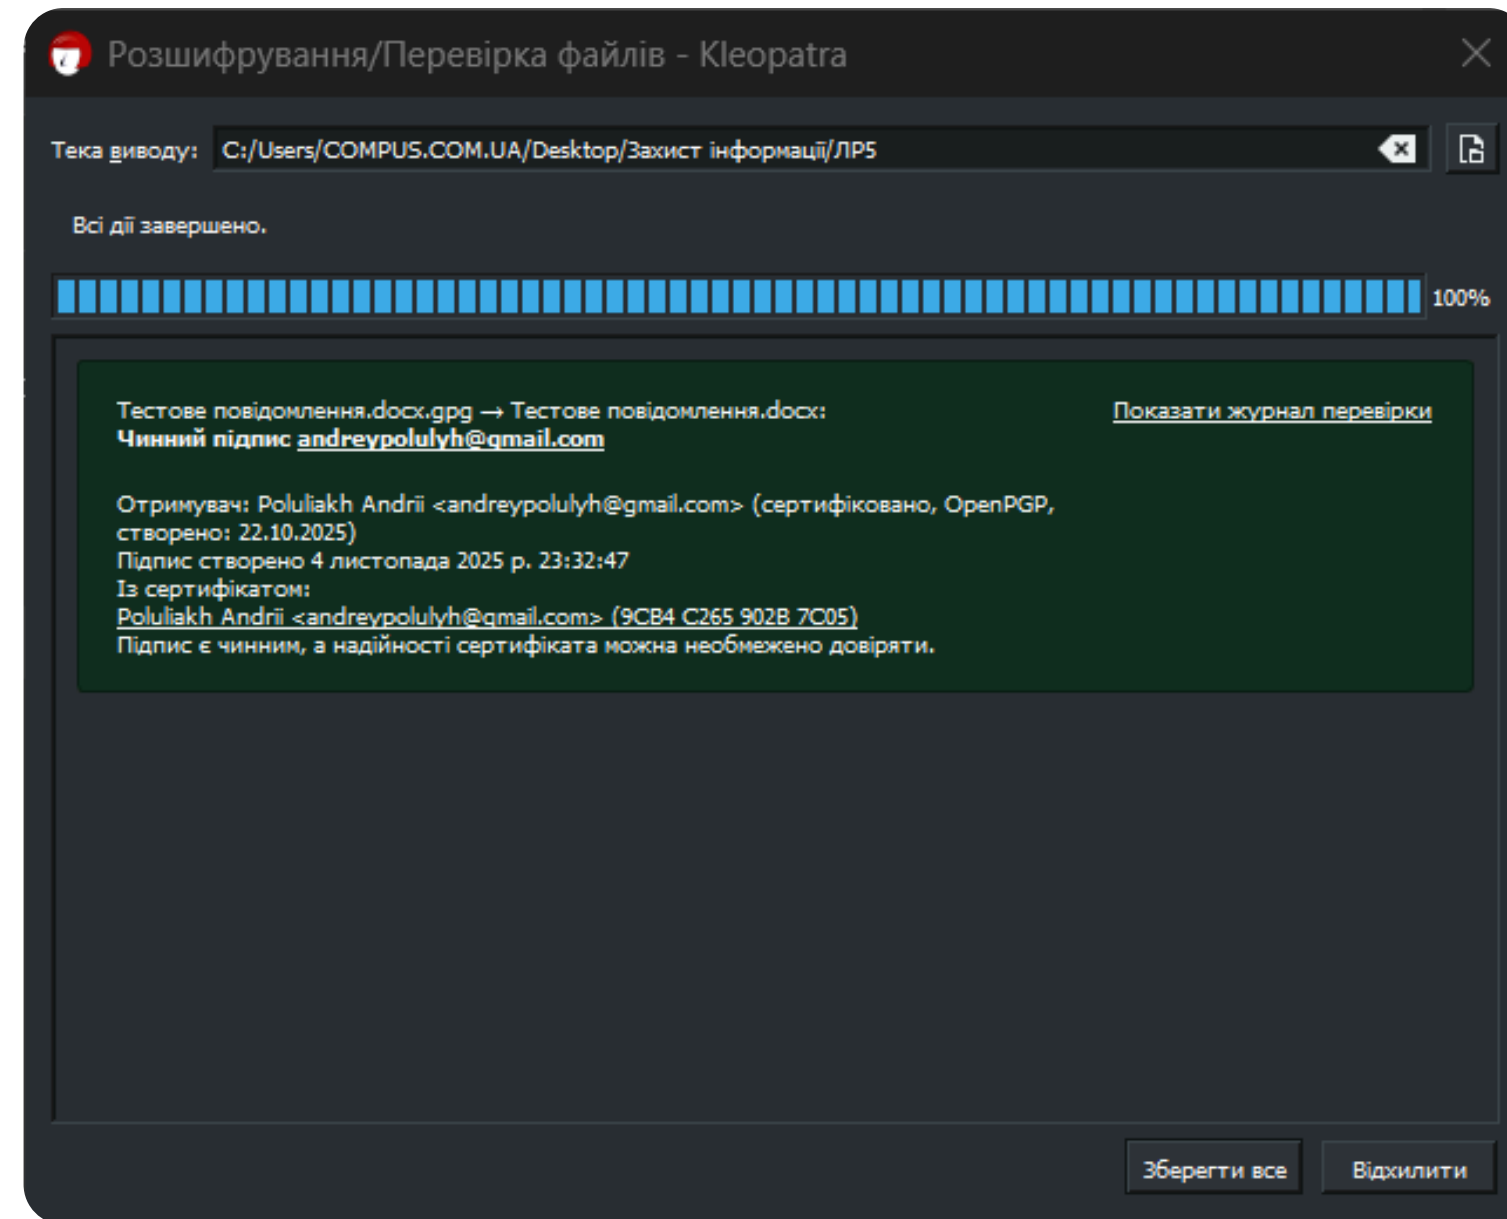 Розшифрування/Перевірка файлів - Kleopatra
Тека виводу: C:/Users/COMPUS.COM.UA/Desktop/Захист інформації/ЛР5
Всі дії завершено.
100%
Тестове повідомлення.docx.gpg → Тестове повідомлення.docx: Показати журнал перевірки
Чинний підпис andreypolulyh@gmail.com
Отримувач: Poluliakh Andrii <andreypolulyh@gmail.com> (сертифіковано, OpenPGP,
створено: 22.10.2025)
Підпис створено 4 листопада 2025 р. 23:32:47
Із сертифікатом:
Poluliakh Andrii <andreypolulyh@gmail.com> (9CB4 C265 902B 7C05)
Підпис є чинним, а надійності сертифіката можна необмежено довіряти.
Зберегти все Відхилити